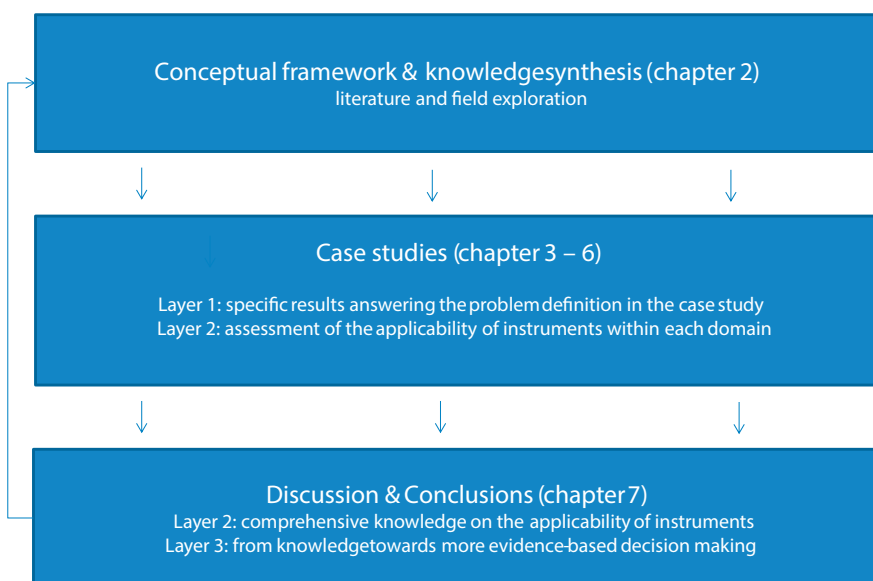 Conceptual framework & knowledgesynthesis (chapter 2)
literature and field exploration
Case studies (chapter 3 – 6)
Layer 1: specific results answering the problem definition in the case study
Layer 2: assessment of the applicability of instruments within each domain
Discussion & Conclusions (chapter 7)
Layer 2: comprehensive knowledge on the applicability of instruments
Layer 3: from knowledgetowards more evidence-based decision making